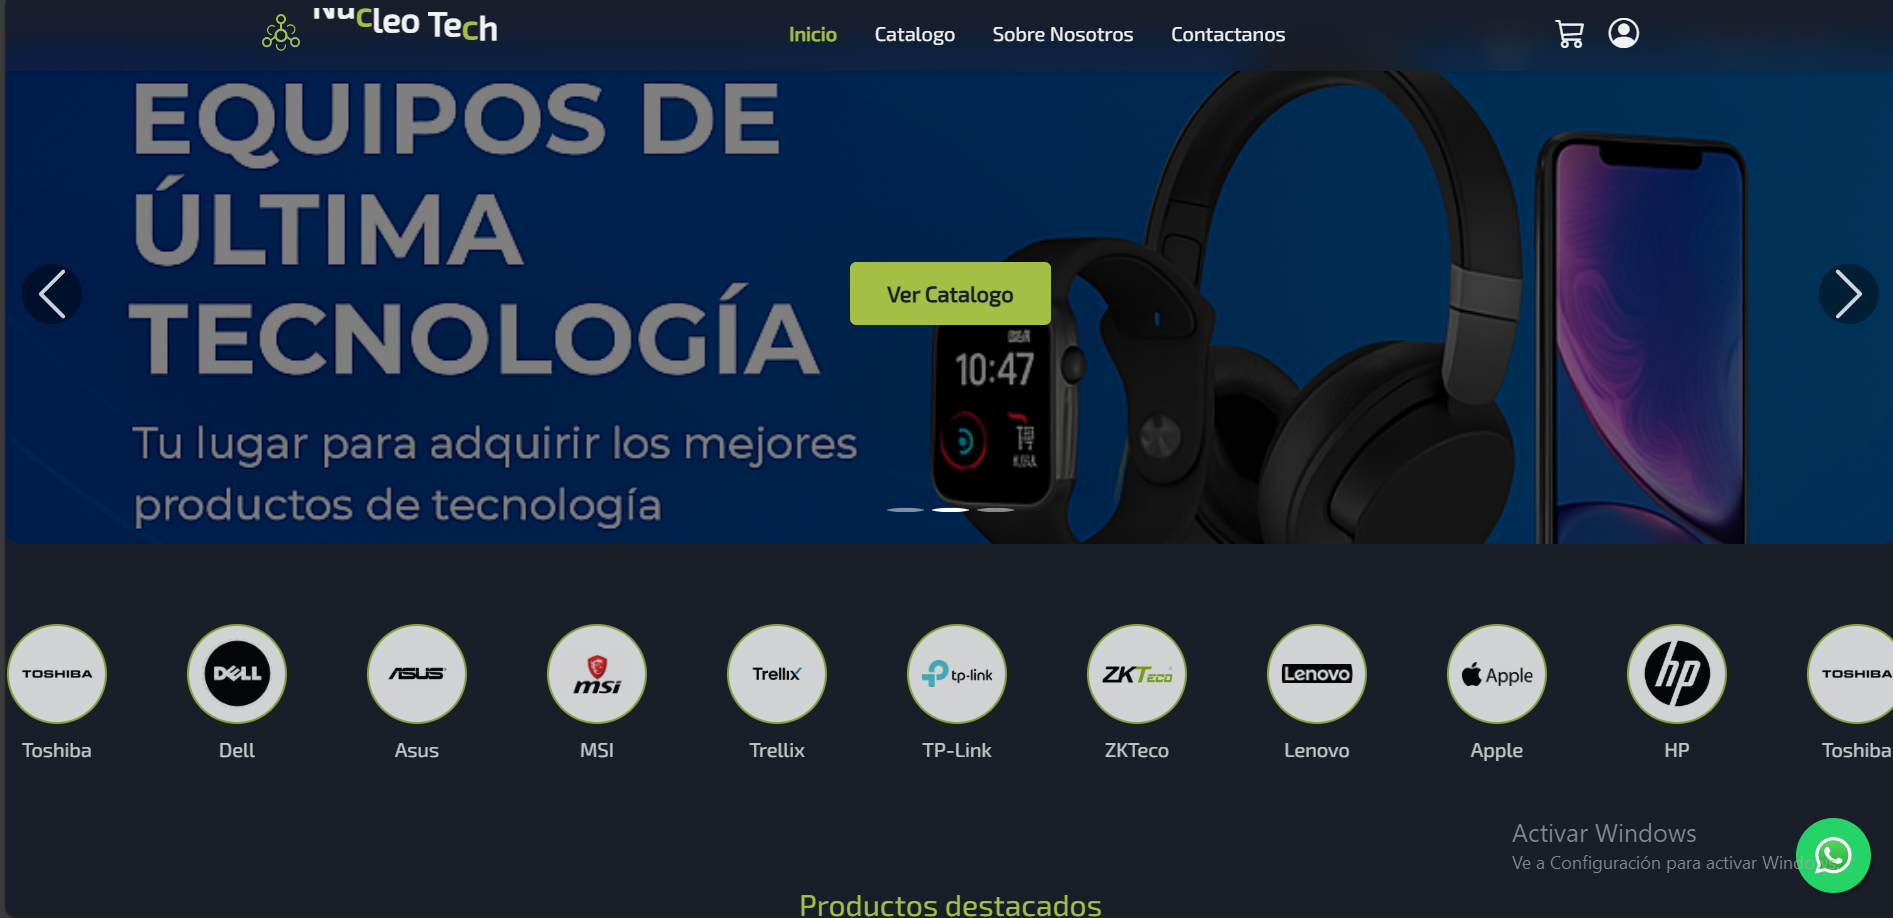 Nucleo Tech
Inicio Catalogo Sobre Nosotros Contactanos
EQUIPOS DE
ÚLTIMA
TECNOLOGÍA
Ver Catalogo
10:47
Tu lugar para adquirir los mejores
productos de tecnología
TOSHIBA DELL ASUS msi Trellix tp-link ZKTECO Lenovo Apple hp TOSHIBA
Toshiba Dell Asus MSI Trellix TP-Link ZKTeco Lenovo Apple HP Toshiba
Activar Windows
Ve a Configuración para activar Windows.
Productos destacados